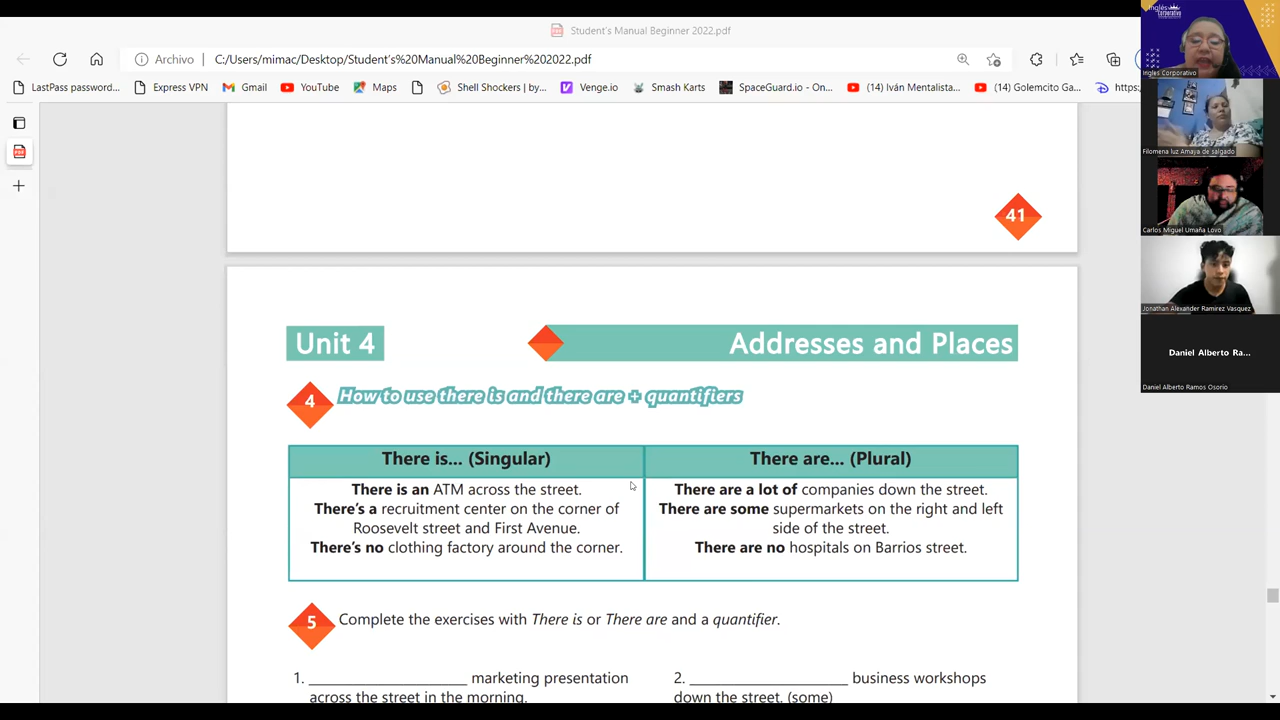 Student's Manual Beginner 2022.pdf
Archivo
C:/Users/mimac/Desktop/Student's%20Manual%20Beginner%202022.pdf
LastPass password...
Express VPN
Gmail
YouTube
Maps
Shell Shockers | by...
Venge.io
Smash Karts
SpaceGuard.io - On...
(14) Iván Mentalista...
(14) Golemcito Ga...
https:
41
Unit 4
Addresses and Places
4
How to use there is and there are + quantifiers
There is... (Singular)
There is an ATM across the street.
There's a recruitment center on the corner of
Roosevelt street and First Avenue.
There's no clothing factory around the corner.
There are... (Plural)
There are a lot of companies down the street.
There are some supermarkets on the right and left
side of the street.
There are no hospitals on Barrios street.
5
Complete the exercises with There is or There are and a quantifier.
1. ___________________ marketing presentation
across the street in the morning.
2. ___________________ business workshops
down the street. (some)
Inglés
corporativo
Ingles Corporativo
Filomena luz Amaya de salgado
Carlos Miguel Umaña Lovo
Jonathan Alexander Ramirez Vasquez
Daniel Alberto Ra...
Daniel Alberto Ramos Osorio